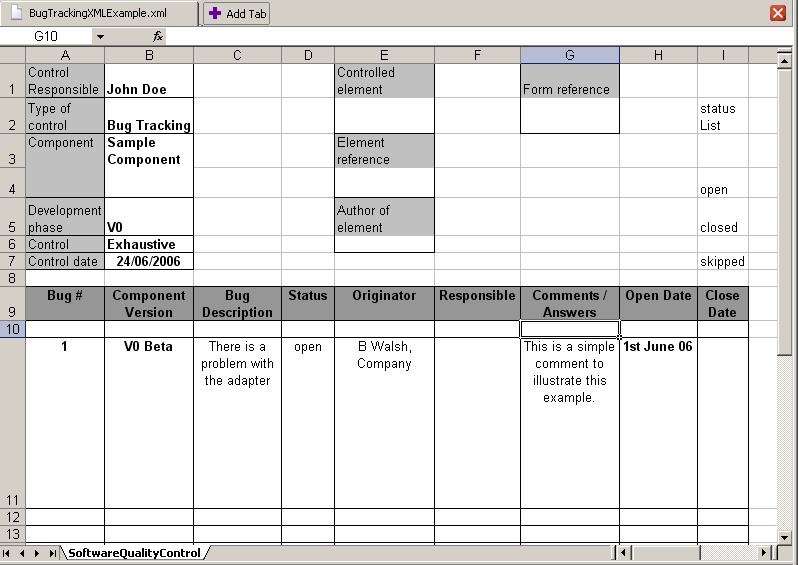 BugTrackingXMLExample.xml
Add Tab
G10
fx
A B C D E F G H I
1
Control
Responsible
John Doe
Controlled
element
Form reference
2
Type of
control
Bug Tracking
status
List
3
Component
Sample
Component
Element
reference
4
open
5
Development
phase
V0
Author of
element
closed
6
Control
Exhaustive
7
Control date
24/06/2006
skipped
8
9
Bug #
Component
Version
Bug
Description
Status
Originator
Responsible
Comments /
Answers
Open Date
Close
Date
10
11
1
V0 Beta
There is a
problem with
the adapter
open
B Walsh,
Company
This is a simple
comment to
illustrate this
example.
1st June 06
12
13
SoftwareQualityControl